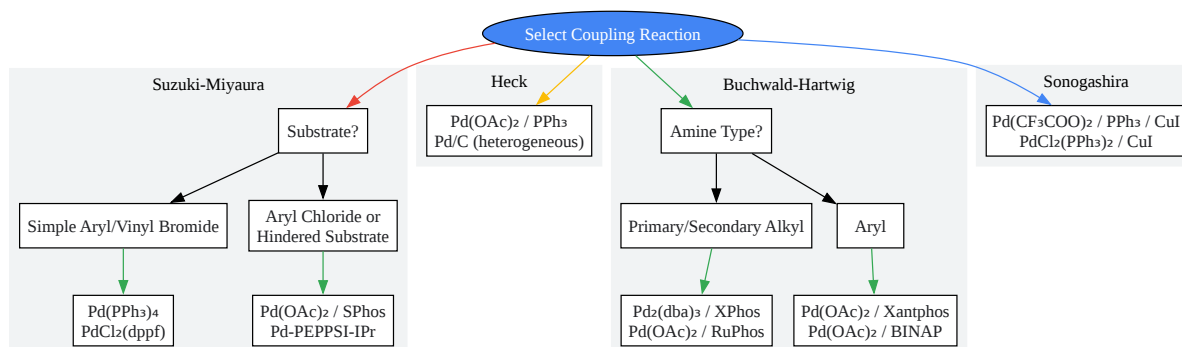 Select Coupling Reaction
Suzuki-Miyaura
Substrate?
Simple Aryl/Vinyl Bromide
Aryl Chloride or
Hindered Substrate
Pd(PPh₃)₄
PdCl₂(dppf)
Pd(OAc)₂ / SPhos
Pd-PEPPSI-IPr
Heck
Pd(OAc)₂ / PPh₃
Pd/C (heterogeneous)
Buchwald-Hartwig
Amine Type?
Primary/Secondary Alkyl
Aryl
Pd₂(dba)₃ / XPhos
Pd(OAc)₂ / RuPhos
Pd(OAc)₂ / Xantphos
Pd(OAc)₂ / BINAP
Sonogashira
Pd(CF₃COO)₂ / PPh₃ / CuI
PdCl₂(PPh₃)₂ / CuI